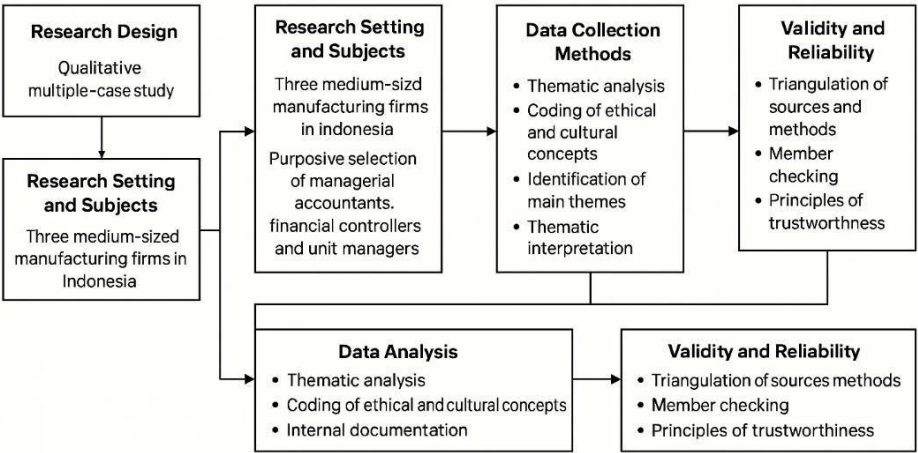 Research Design
Qualitative
multiple-case study
Research Setting
and Subjects
Three medium-sized
manufacturing firms in
Indonesia
Research Setting
and Subjects
Three medium-sizd
manufacturing firms
in indonesia
Purposive selection
of managerial
accountants.
financial controllers
and unit managers
Data Collection
Methods
• Thematic analysis
• Coding of ethical
and cultural
concepts
• Identification of
main themes
• Thematic
interpretation
Validity and
Reliability
• Triangulation of
sources and
methods
• Member
checking
• Principles of
trustworthness
Data Analysis
• Thematic analysis
• Coding of ethical and cultural concepts
• Internal documentation
Validity and Reliability
• Triangulation of sources methods
• Member checking
• Principles of trustworthiness